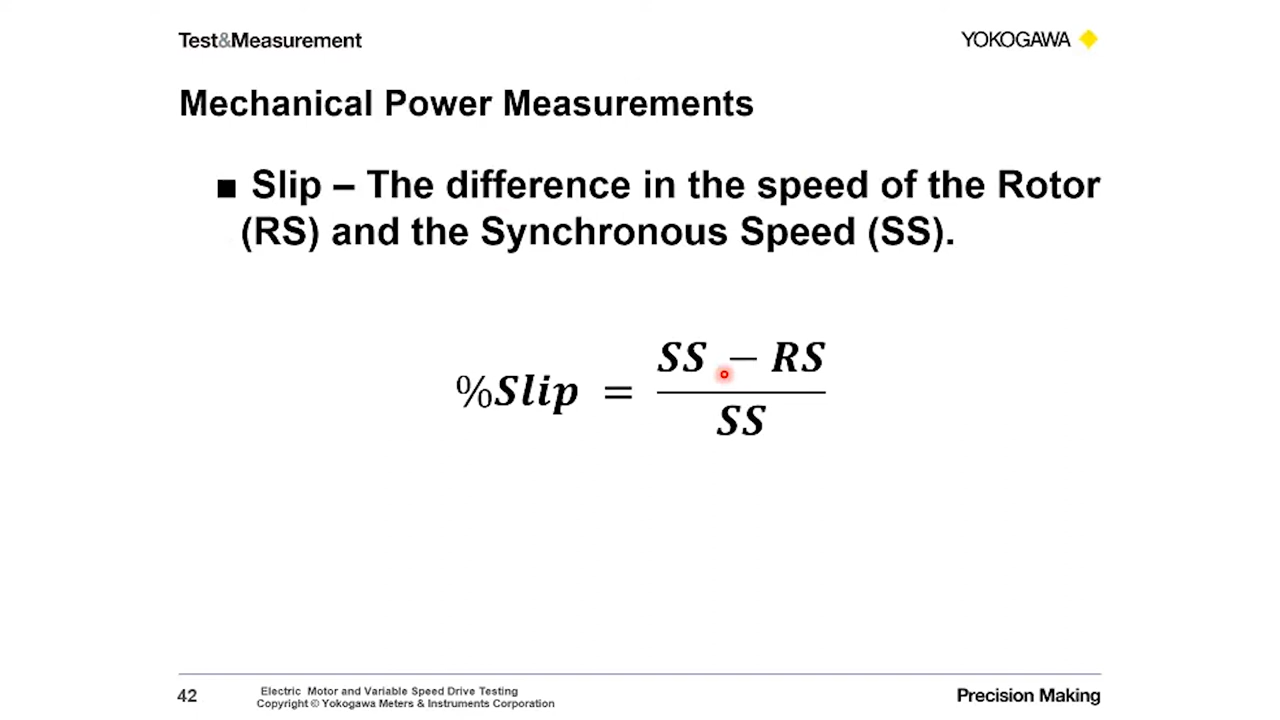 Test&Measurement
YOKOGAWA
Mechanical Power Measurements
■ Slip – The difference in the speed of the Rotor
(RS) and the Synchronous Speed (SS).
%Slip = (SS − RS) / SS
42
Electric Motor and Variable Speed Drive Testing
Copyright © Yokogawa Meters & Instruments Corporation
Precision Making